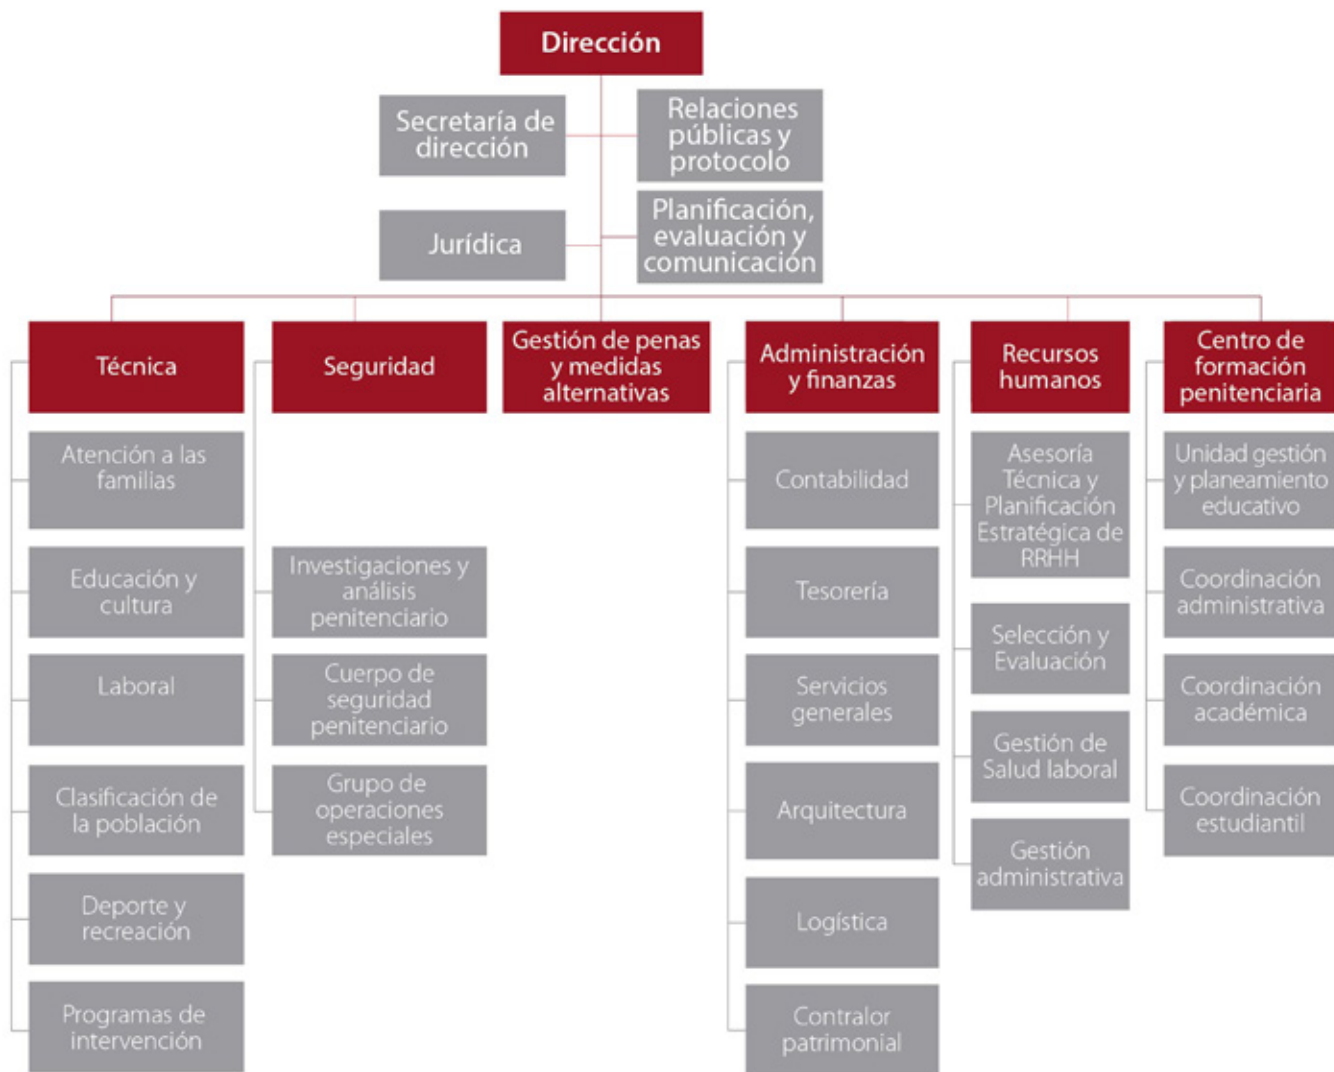 Dirección
Secretaría de
dirección
Relaciones
públicas y
protocolo
Jurídica
Planificación,
evaluación y
comunicación
Técnica
Atención a las
familias
Educación y
cultura
Laboral
Clasificación de
la población
Deporte y
recreación
Programas de
intervención
Seguridad
Investigaciones y
análisis
penitenciario
Cuerpo de
seguridad
penitenciario
Grupo de
operaciones
especiales
Gestión de penas
y medidas
alternativas
Administración
y finanzas
Contabilidad
Tesorería
Servicios
generales
Arquitectura
Logística
Contralor
patrimonial
Recursos
humanos
Asesoría
Técnica y
Planificación
Estratégica de
RRHH
Selección y
Evaluación
Gestión de
Salud laboral
Gestión
administrativa
Centro de
formación
penitenciaria
Unidad gestión
y planeamiento
educativo
Coordinación
administrativa
Coordinación
académica
Coordinación
estudiantil